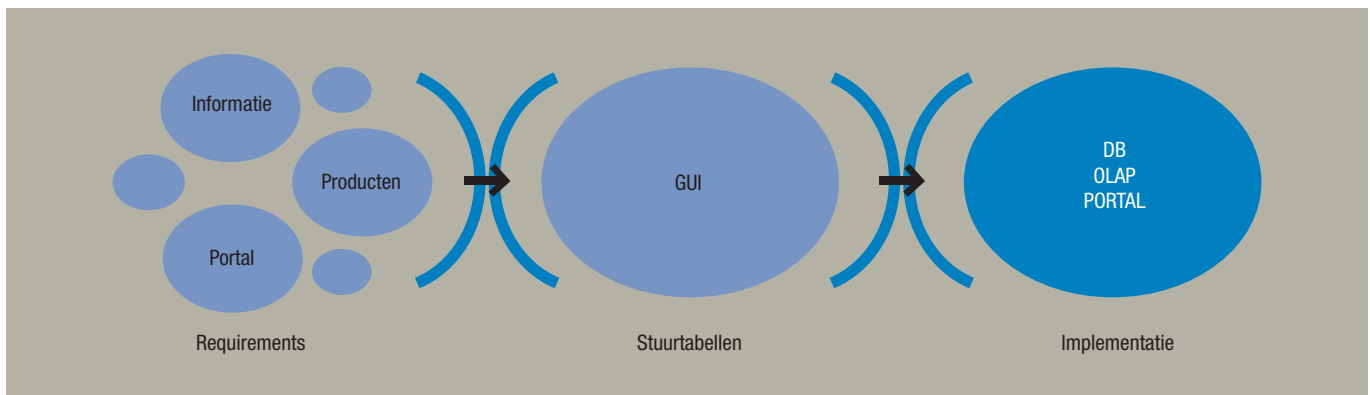 Informatie
Producten
Portal
Requirements
GUI
Stuurtabellen
DB
OLAP
PORTAL
Implementatie